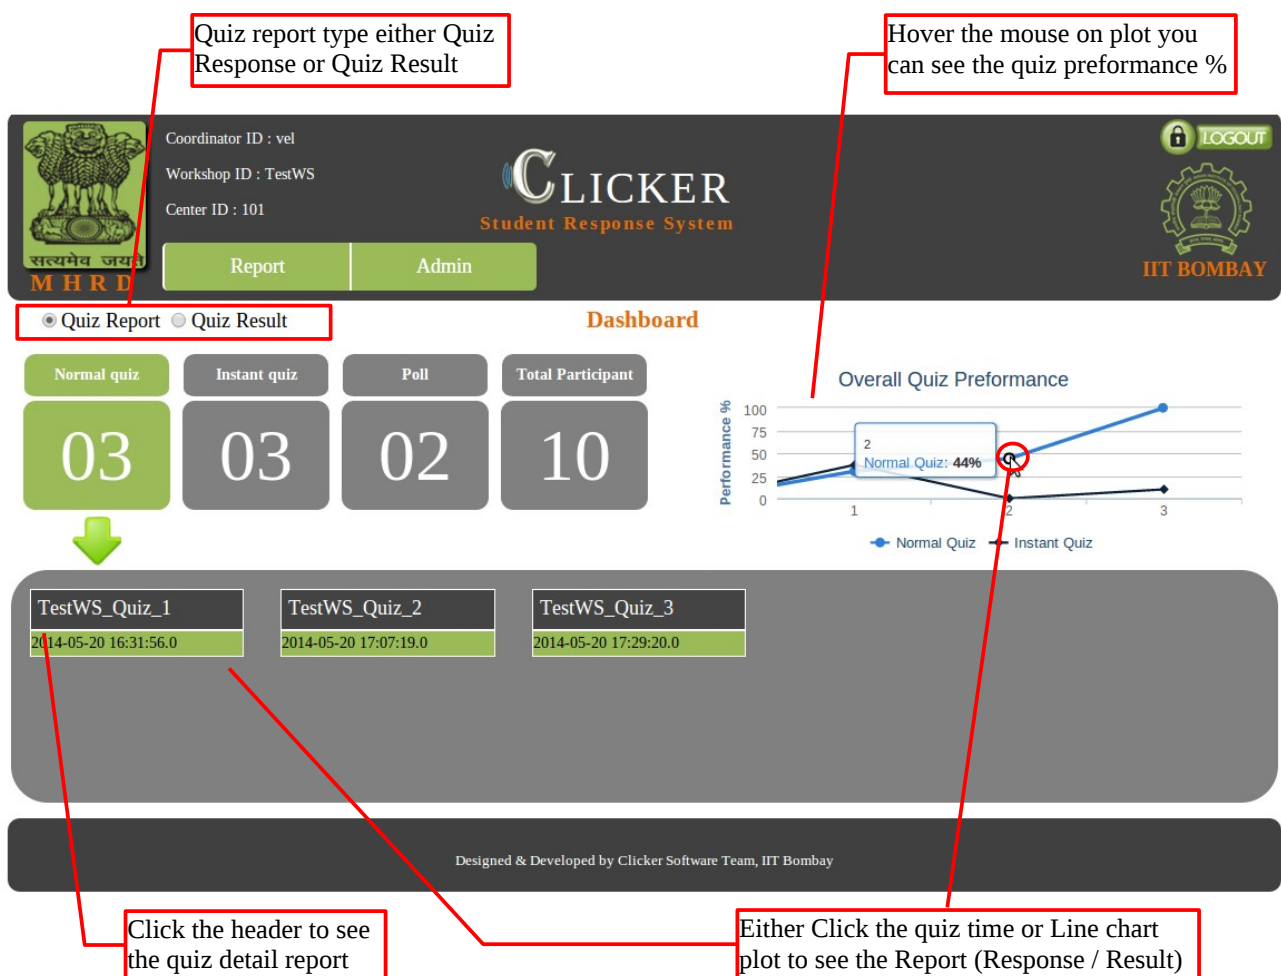 Quiz report type either Quiz
Response or Quiz Result
Hover the mouse on plot you
can see the quiz preformance %
Coordinator ID : vel
Workshop ID : TestWS
Center ID : 101
CLICKER
Student Response System
LOGOUT
सत्यमेव जयते
M H R D
Report
Admin
IIT BOMBAY
Quiz Report
Quiz Result
Dashboard
Normal quiz
Instant quiz
Poll
Total Participant
03
03
02
10
Overall Quiz Preformance
Performance %
100
75
50
25
0
2
Normal Quiz: 44%
1
2
3
Normal Quiz
Instant Quiz
TestWS_Quiz_1
TestWS_Quiz_2
TestWS_Quiz_3
2014-05-20 16:31:56.0
2014-05-20 17:07:19.0
2014-05-20 17:29:20.0
Designed & Developed by Clicker Software Team, IIT Bombay
Click the header to see
the quiz detail report
Either Click the quiz time or Line chart
plot to see the Report (Response / Result)